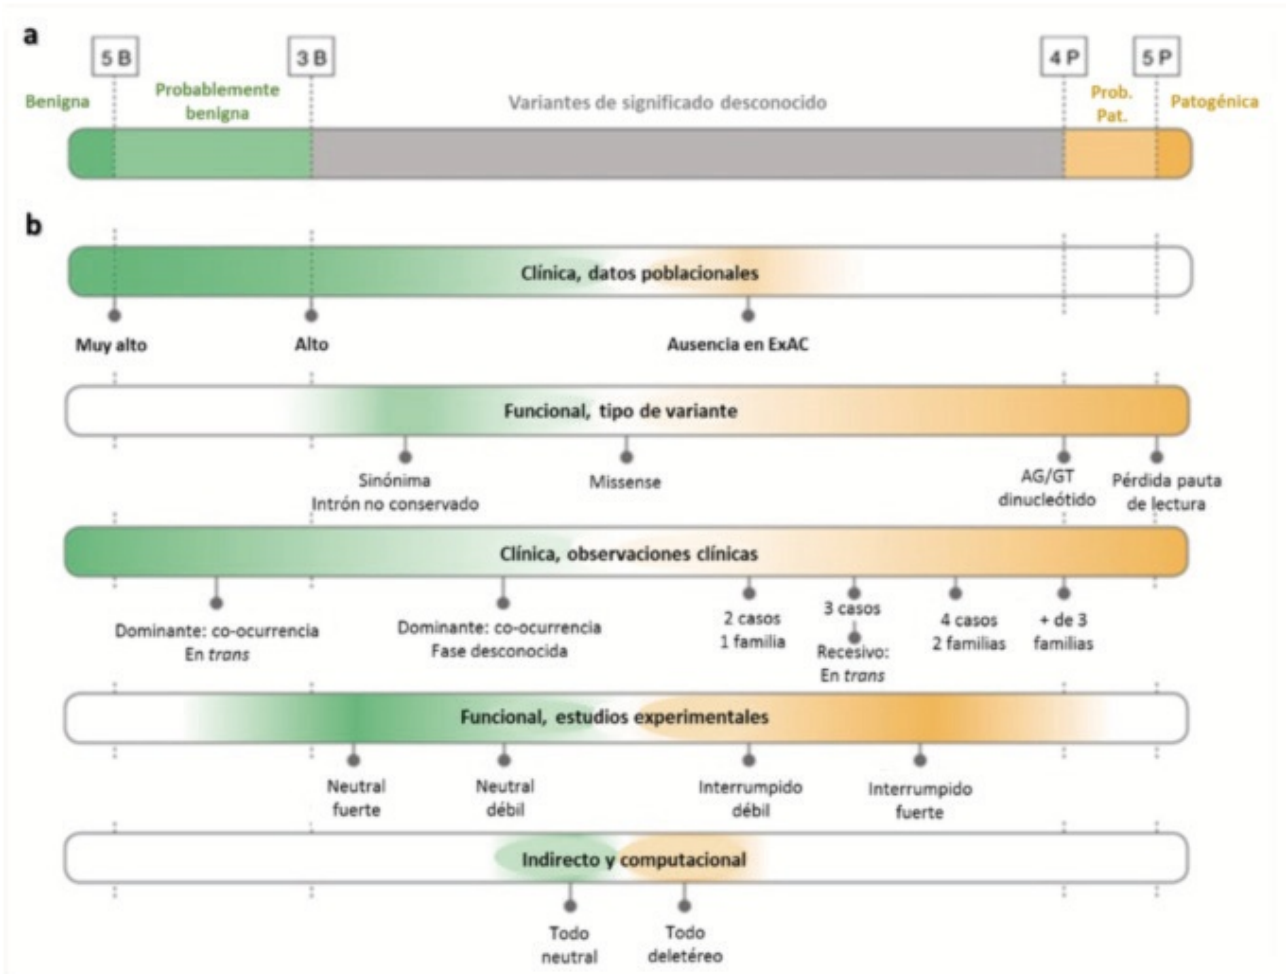 a
5 B
3 B
4 P
5 P
Benigna
Probablemente
benigna
Variantes de significado desconocido
Prob.
Pat.
Patogénica
b
Clínica, datos poblacionales
Muy alto
Alto
Ausencia en ExAC
Funcional, tipo de variante
Sinónima
Intrón no conservado
Missense
AG/GT
dinucleótido
Pérdida pauta
de lectura
Clínica, observaciones clínicas
Dominante: co-ocurrencia
En trans
Dominante: co-ocurrencia
Fase desconocida
2 casos
1 familia
3 casos
Recesivo:
En trans
4 casos
2 familias
+ de 3
familias
Funcional, estudios experimentales
Neutral
fuerte
Neutral
débil
Interrumpido
débil
Interrumpido
fuerte
Indirecto y computacional
Todo
neutral
Todo
deletéreo